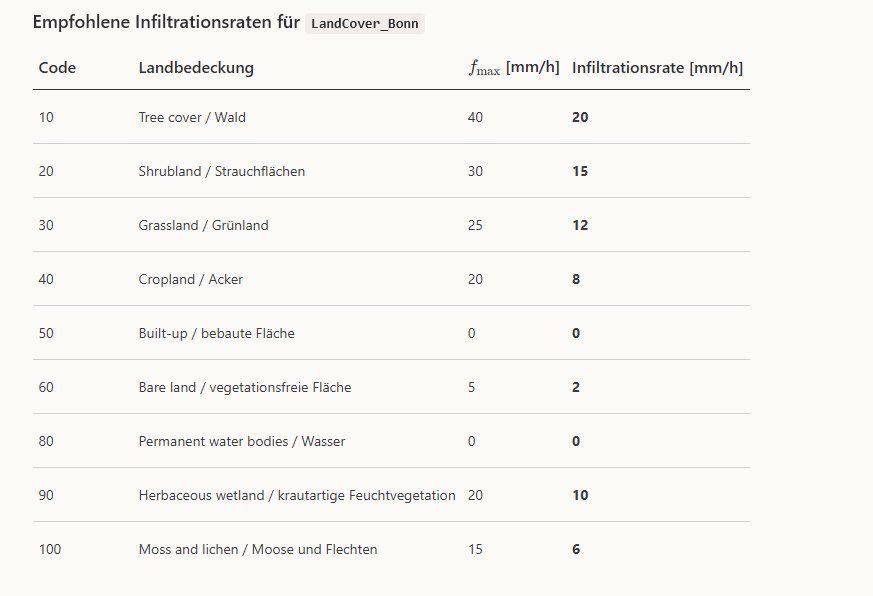 Empfohlene Infiltrationsraten für LandCover_Bonn
Code Landbedeckung fmax [mm/h] Infiltrationsrate [mm/h]
10 Tree cover / Wald 40 20
20 Shrubland / Strauchflächen 30 15
30 Grassland / Grünland 25 12
40 Cropland / Acker 20 8
50 Built-up / bebaute Fläche 0 0
60 Bare land / vegetationsfreie Fläche 5 2
80 Permanent water bodies / Wasser 0 0
90 Herbaceous wetland / krautartige Feuchtvegetation 20 10
100 Moss and lichen / Moose und Flechten 15 6